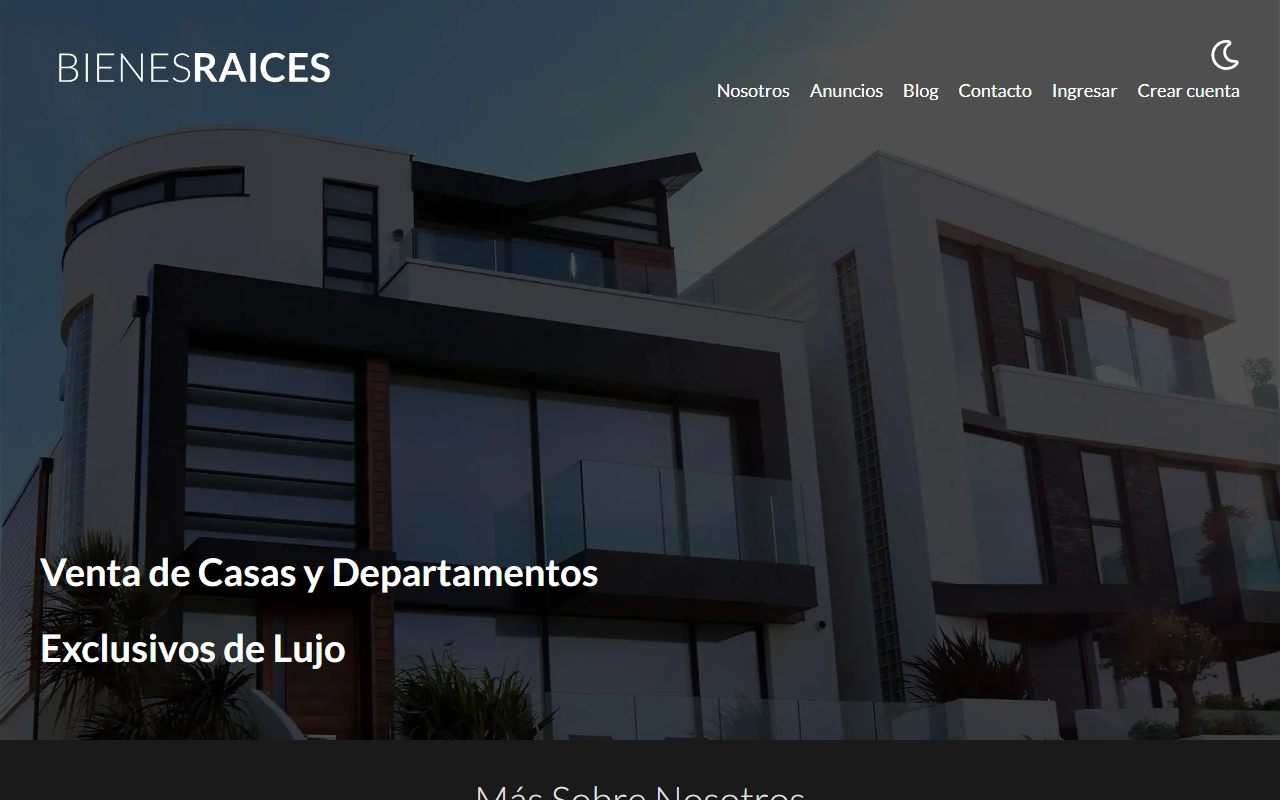 BIENESRAICES
Nosotros Anuncios Blog Contacto Ingresar Crear cuenta
Venta de Casas y Departamentos
Exclusivos de Lujo
Más Sobre Nosotros